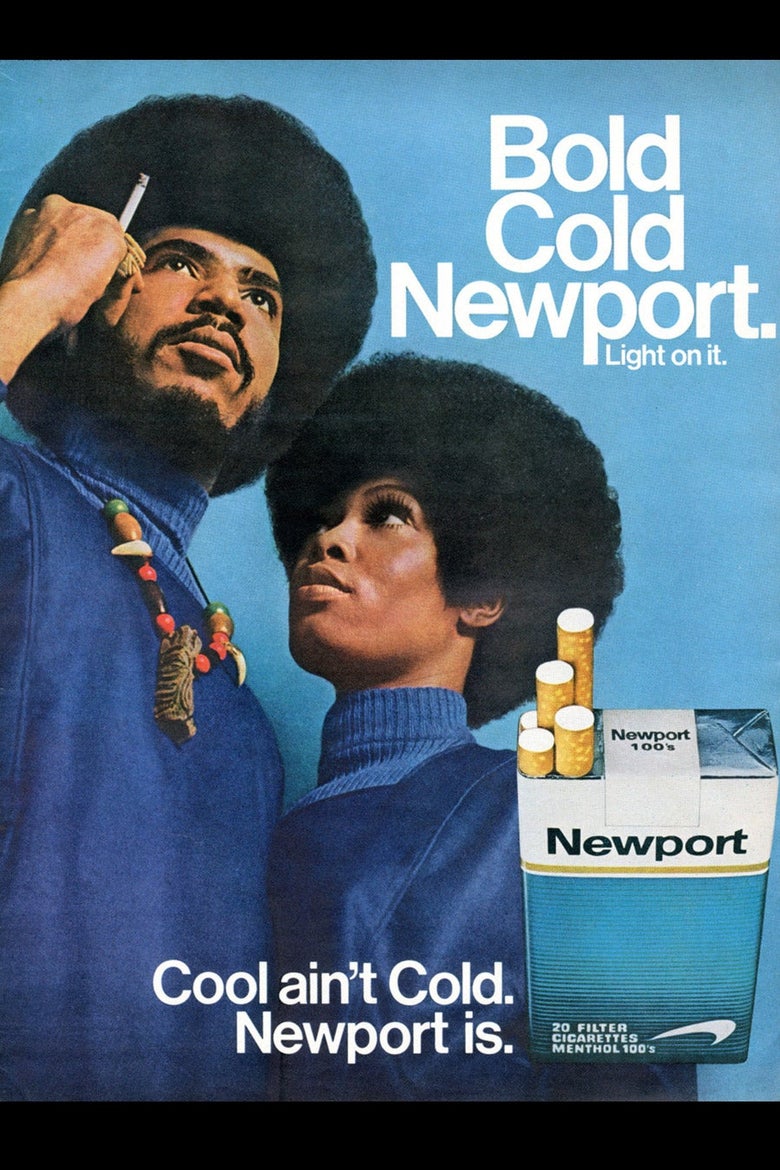 Bold
Cold
Newport.
Light on it.
Newport
100's
Newport
Cool ain't Cold.
Newport is.
20 FILTER
CIGARETTES
MENTHOL 100's